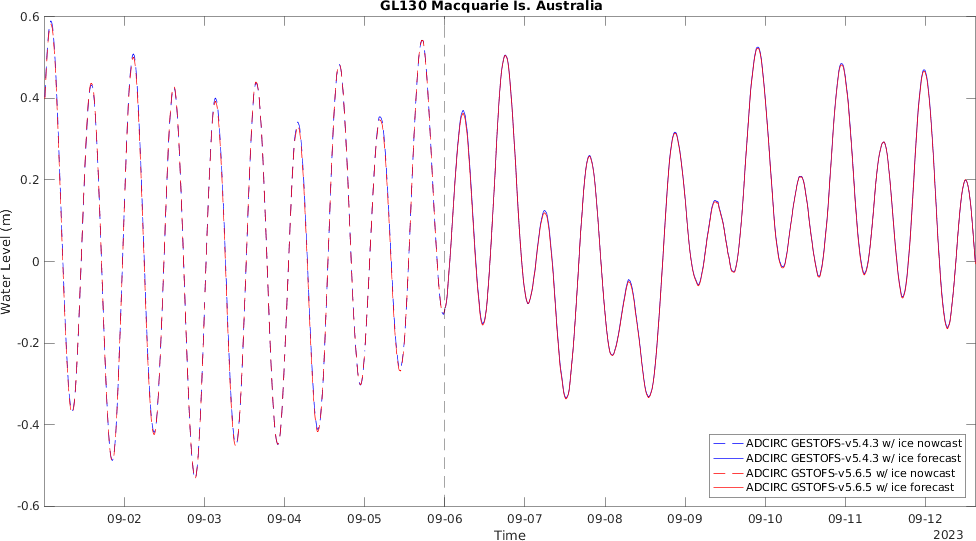 GL130 Macquarie Is. Australia
0.6
0.4
0.2
0
-0.2
-0.4
-0.6
Water Level (m)
ADCIRC GESTOFS-v5.4.3 w/ ice nowcast
ADCIRC GESTOFS-v5.4.3 w/ ice forecast
ADCIRC GSTOFS-v5.6.5 w/ ice nowcast
ADCIRC GSTOFS-v5.6.5 w/ ice forecast
09-02 09-03 09-04 09-05 09-06 09-07 09-08 09-09 09-10 09-11 09-12
Time
2023